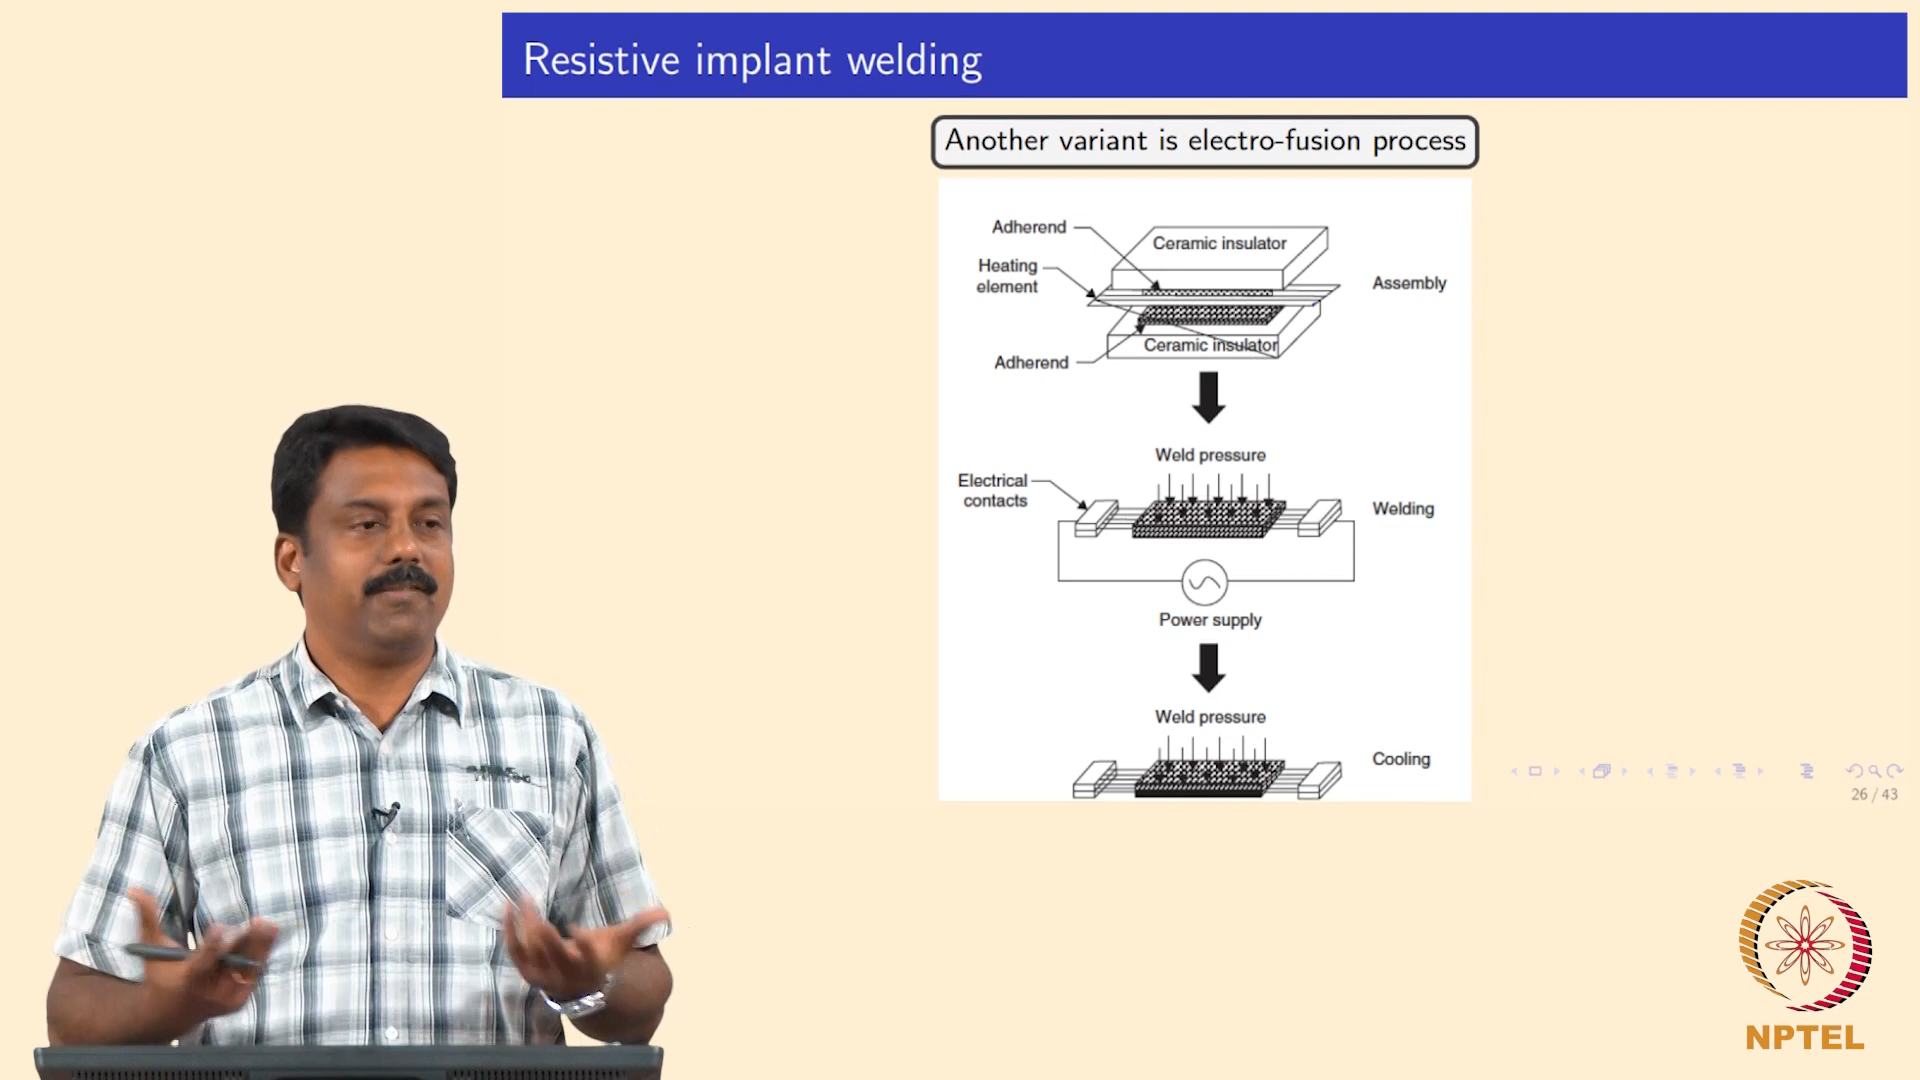 Resistive implant welding
Another variant is electro-fusion process
Adherend
Ceramic insulator
Heating
element
Assembly
Ceramic insulator
Adherend
Weld pressure
Electrical
contacts
Welding
Power supply
Weld pressure
Cooling
26 / 43
NPTEL